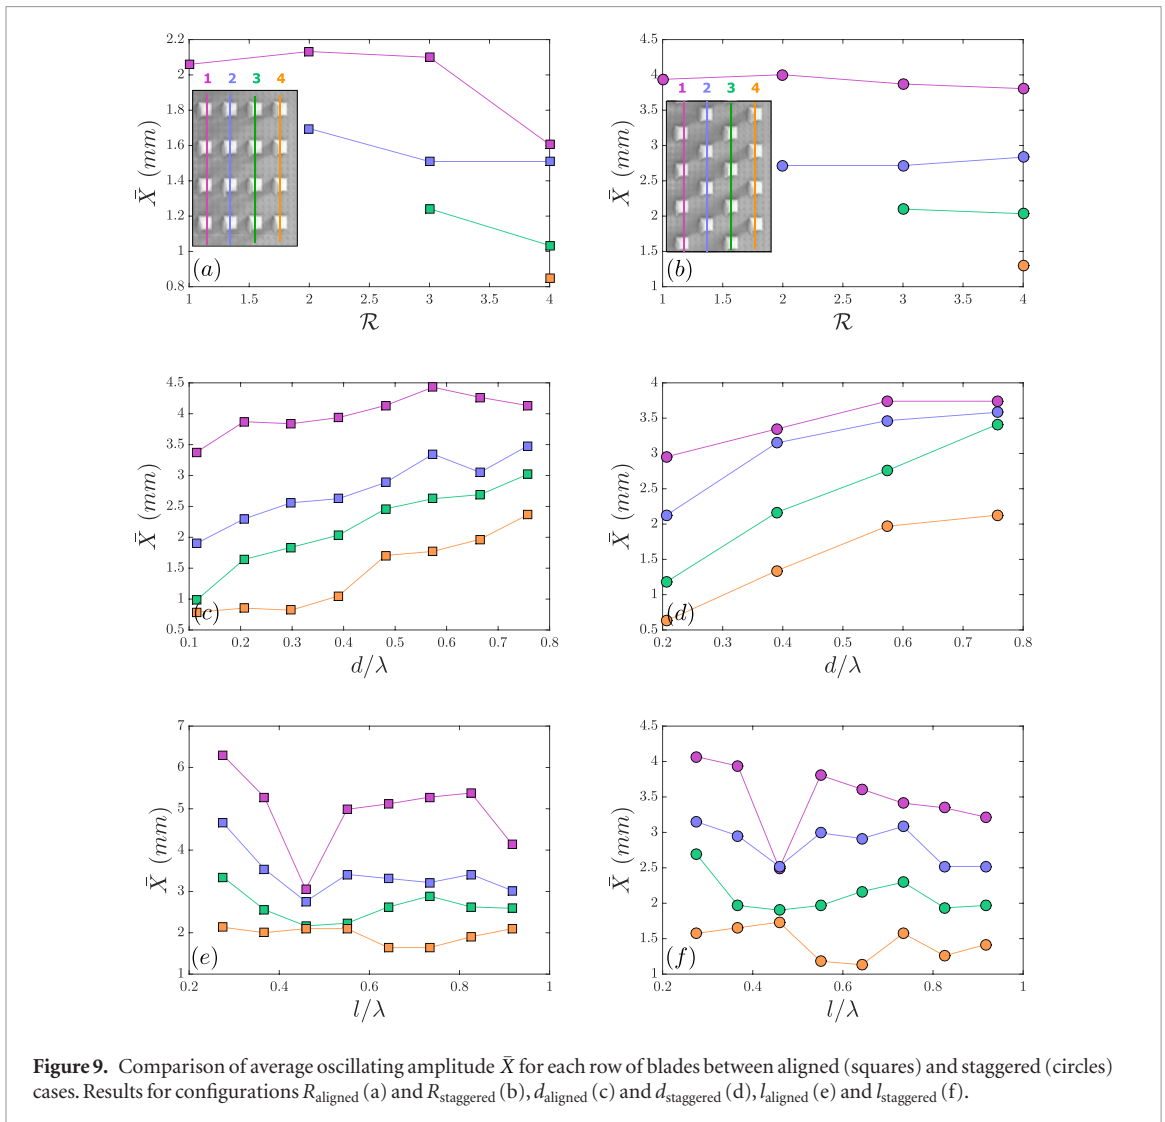 2.2
2
1.8
1.6
1.4
1.2
1
0.8
1 1.5 2 2.5 3 3.5 4
X̄ (mm)
R
1 2 3 4
(a)
4.5
4
3.5
3
2.5
2
1.5
1
1 1.5 2 2.5 3 3.5 4
X̄ (mm)
R
1 2 3 4
(b)
4.5
4
3.5
3
2.5
2
1.5
1
0.5
0.1 0.2 0.3 0.4 0.5 0.6 0.7 0.8
X̄ (mm)
d/λ
(c)
4
3.5
3
2.5
2
1.5
1
0.5
0.2 0.3 0.4 0.5 0.6 0.7 0.8
X̄ (mm)
d/λ
(d)
7
6
5
4
3
2
1
0.2 0.4 0.6 0.8 1
X̄ (mm)
l/λ
(e)
4.5
4
3.5
3
2.5
2
1.5
1
0.2 0.4 0.6 0.8 1
X̄ (mm)
l/λ
(f)
Figure 9. Comparison of average oscillating amplitude X̄ for each row of blades between aligned (squares) and staggered (circles)
cases. Results for configurations R_aligned (a) and R_staggered (b), d_aligned (c) and d_staggered (d), l_aligned (e) and l_staggered (f).